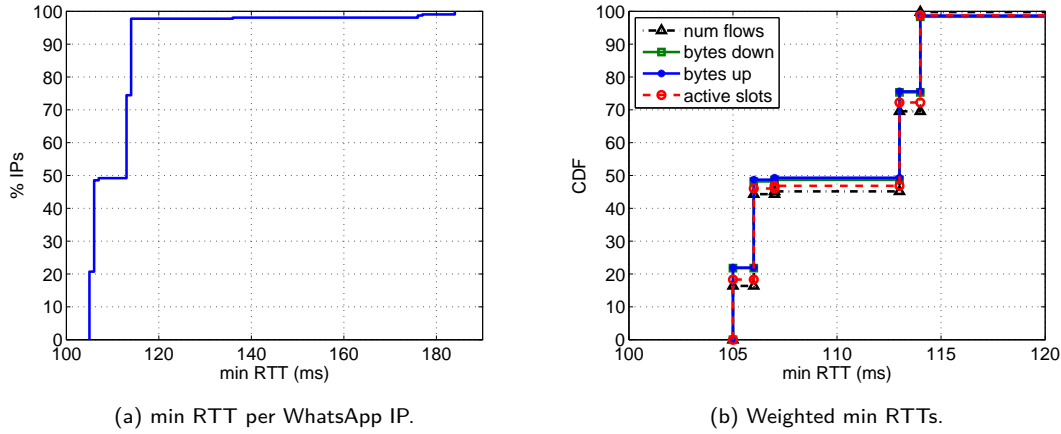 100
90
80
70
60
50
40
30
20
10
0
% IPs
100 120 140 160 180
min RTT (ms)
(a) min RTT per WhatsApp IP.
100
90
80
70
60
50
40
30
20
10
0
CDF
num flows
bytes down
bytes up
active slots
100 105 110 115 120
min RTT (ms)
(b) Weighted min RTTs.